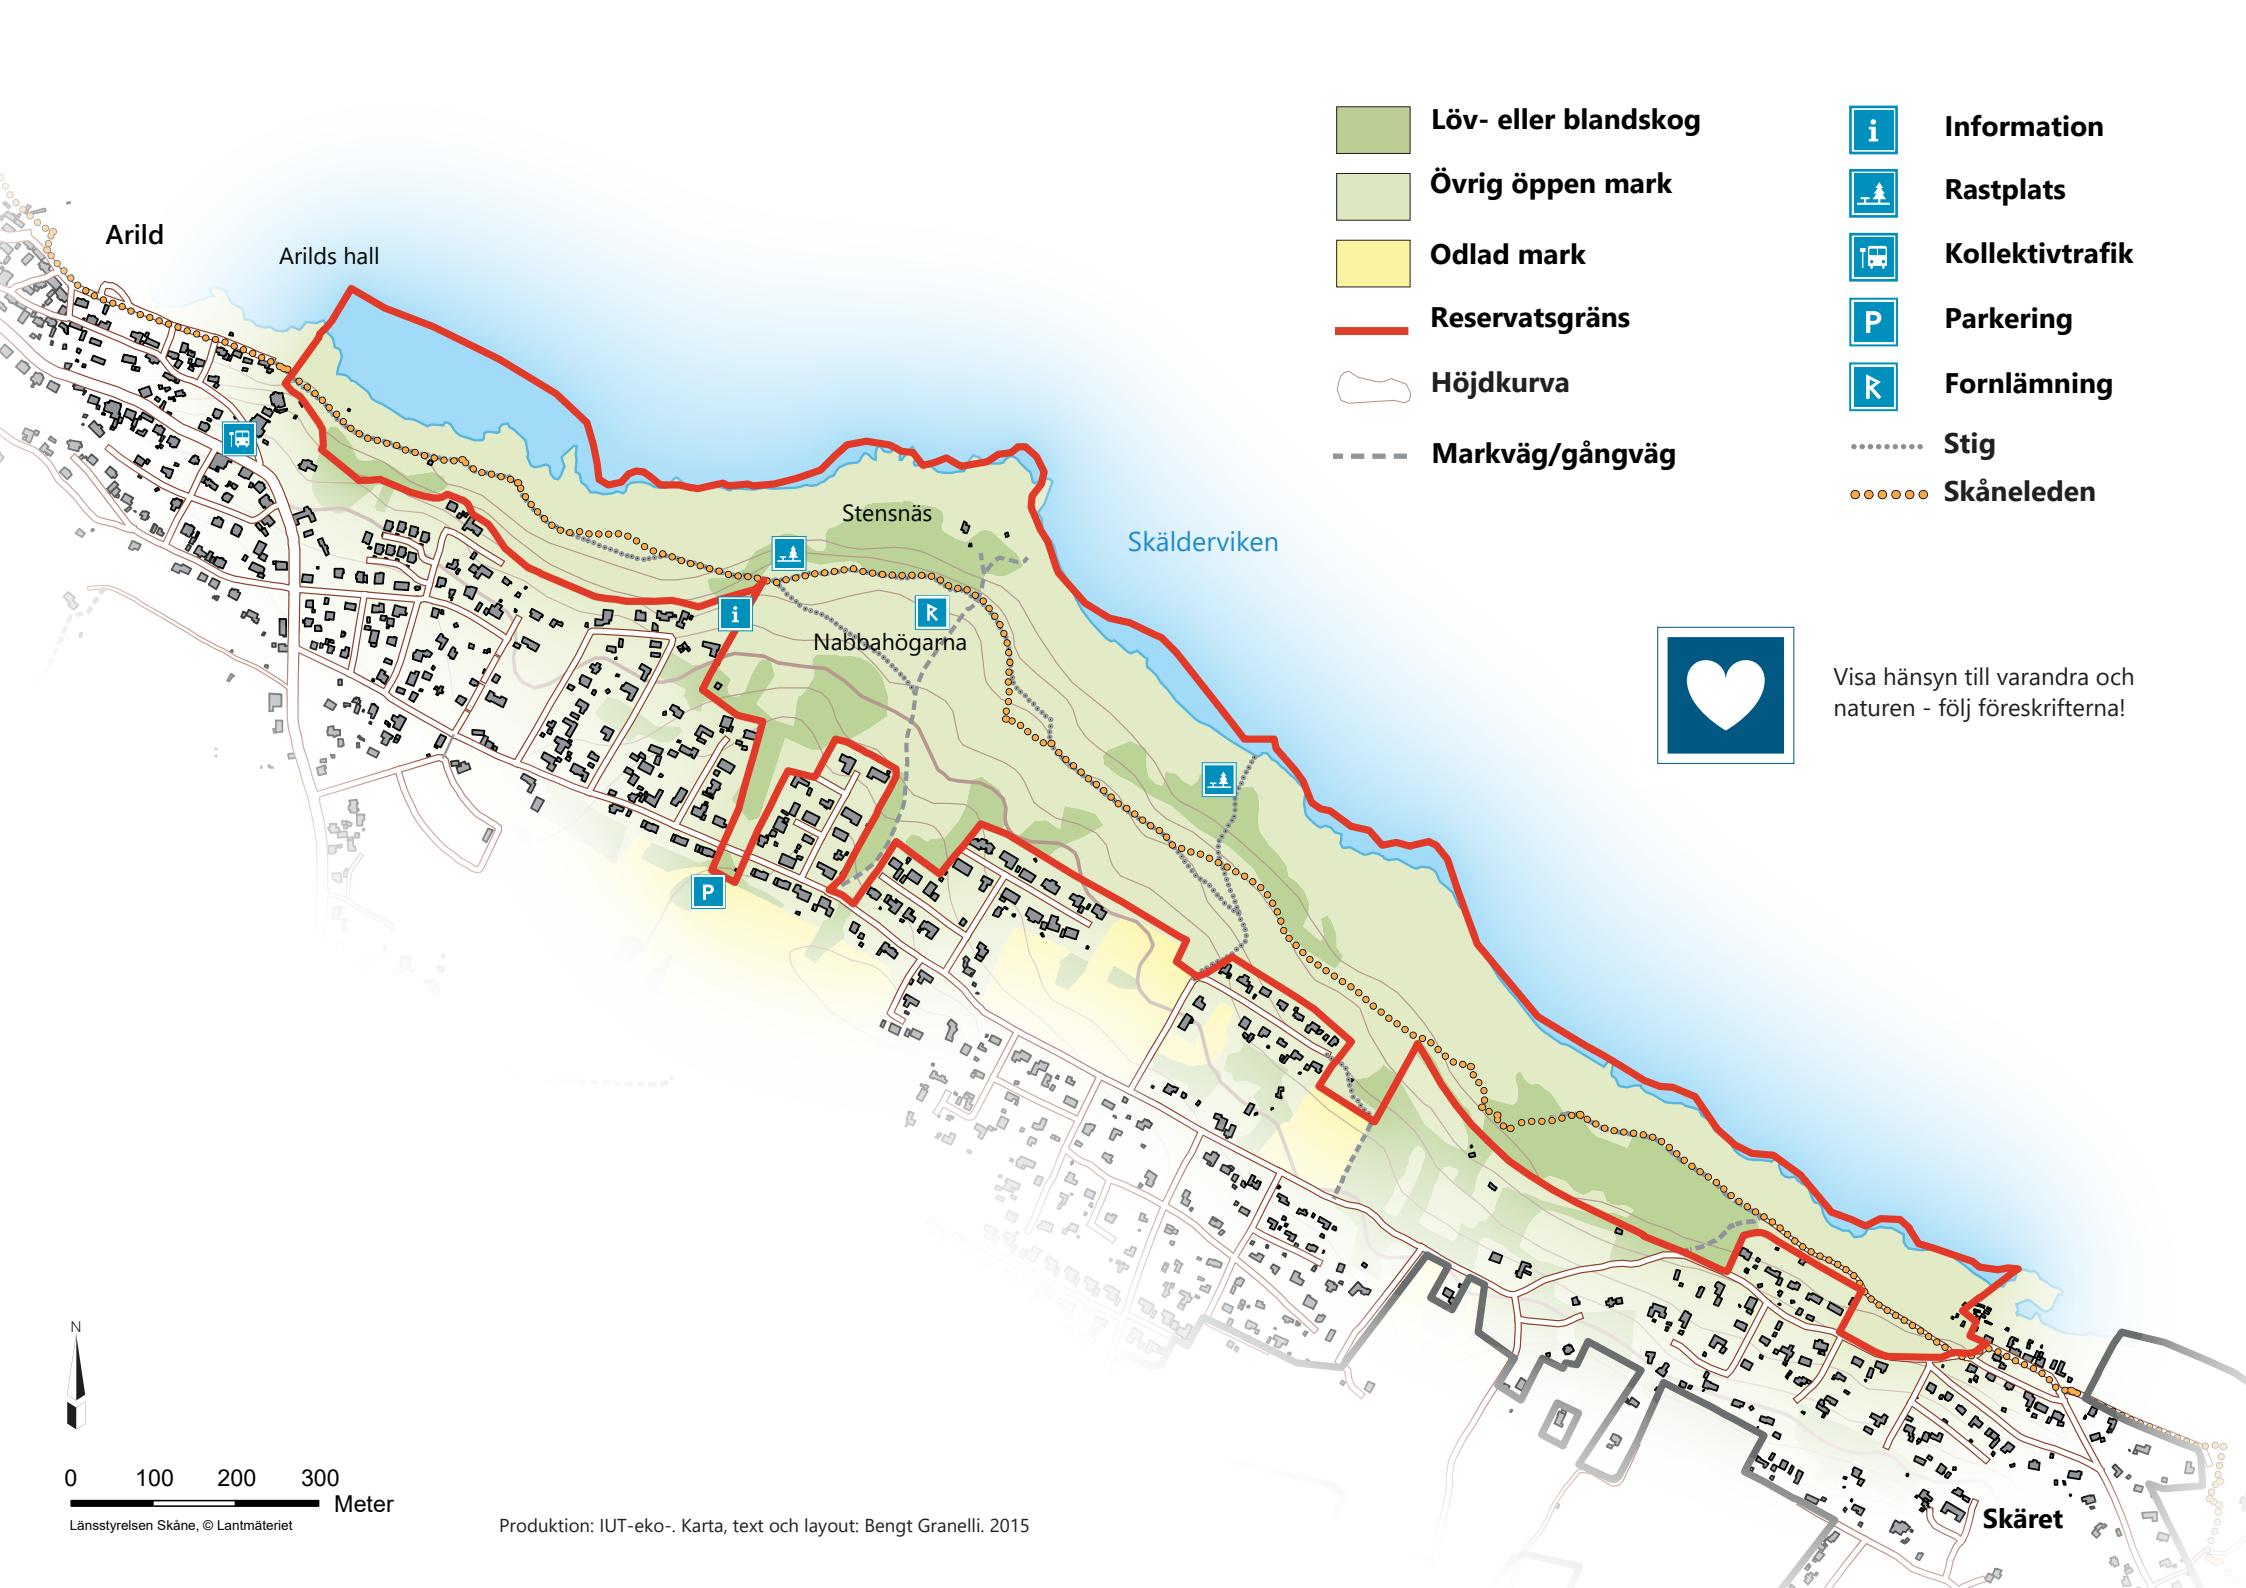 Arild
Arilds hall
Stensnäs
Skälderviken
Nabbahögarna
Löv- eller blandskog
Övrig öppen mark
Odlad mark
Reservatsgräns
Höjdkurva
Markväg/gångväg
i Information
Rastplats
Kollektivtrafik
P Parkering
R Fornlämning
Stig
Skåneleden
Visa hänsyn till varandra och
naturen - följ föreskrifterna!
i
R
P
Skäret
N
0 100 200 300
Meter
Länsstyrelsen Skåne, © Lantmäteriet
Produktion: IUT-eko-. Karta, text och layout: Bengt Granelli. 2015